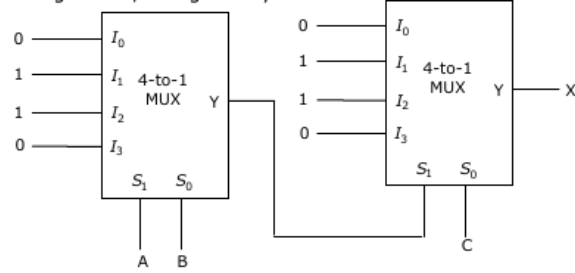 0 I₀
1 I₁
1 I₂
0 I₃
4-to-1
MUX
Y
S₁ S₀
A B
0 I₀
1 I₁
1 I₂
0 I₃
4-to-1
MUX
Y X
S₁ S₀
C